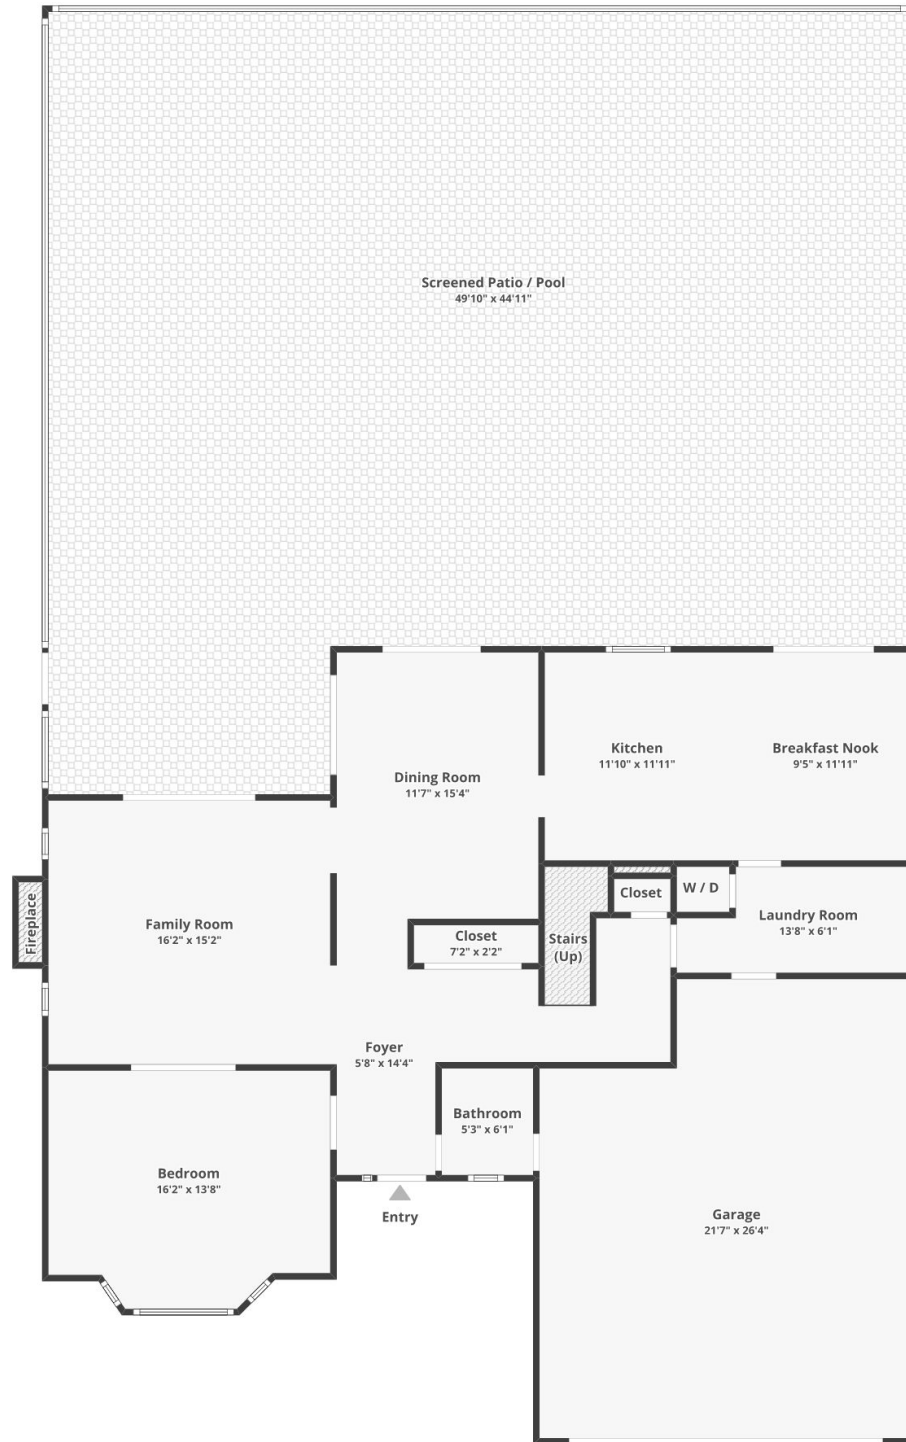 Screened Patio / Pool
49'10" x 44'11"
Kitchen
11'10" x 11'11"
Breakfast Nook
9'5" x 11'11"
Dining Room
11'7" x 15'4"
Family Room
16'2" x 15'2"
Fireplace
Closet
7'2" x 2'2"
Stairs
(Up)
Closet
W / D
Laundry Room
13'8" x 6'1"
Foyer
5'8" x 14'4"
Bathroom
5'3" x 6'1"
Bedroom
16'2" x 13'8"
Entry
Garage
21'7" x 26'4"